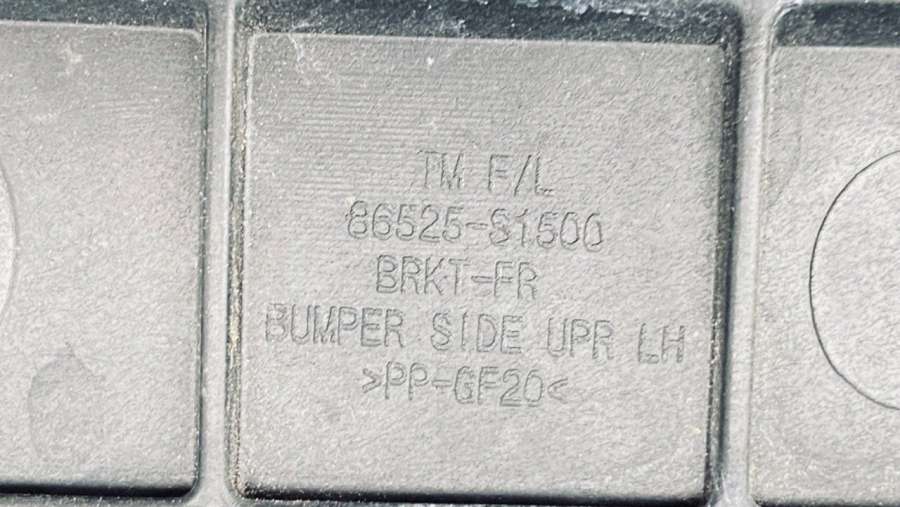 TM F/L
86525-S1500
BRKT-FR
BUMPER SIDE UPR LH
>PP-GF20<